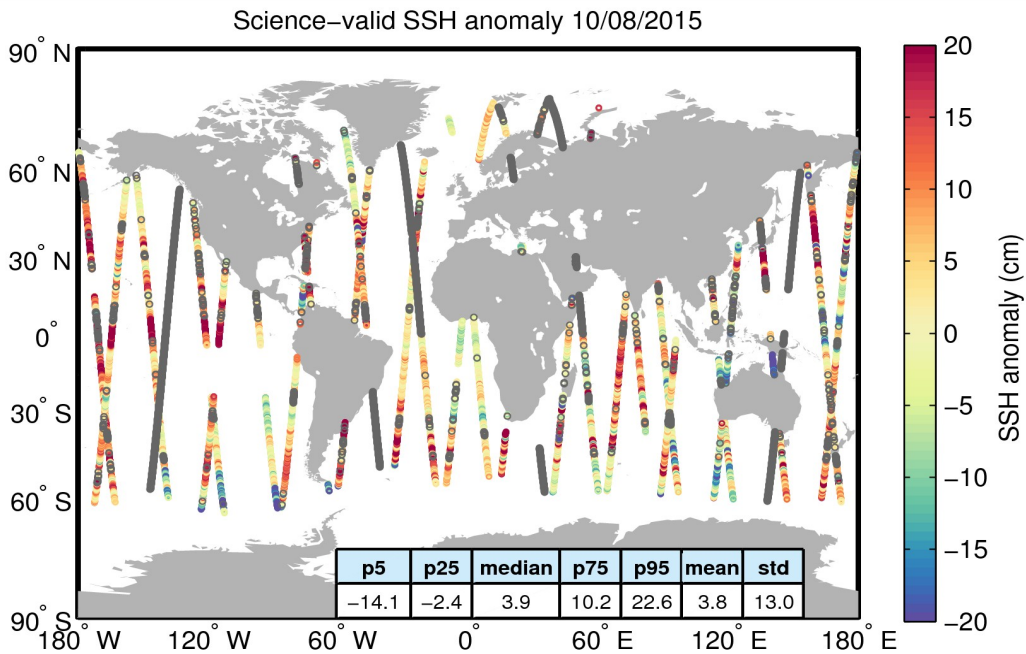 Science−valid SSH anomaly 10/08/2015
90° N
60° N
30° N
0°
30° S
60° S
90° S
180° W
120° W
60° W
0°
60° E
120° E
180° E
p5 p25 median p75 p95 mean std
−14.1 −2.4 3.9 10.2 22.6 3.8 13.0
20
15
10
5
0
−5
−10
−15
−20
SSH anomaly (cm)